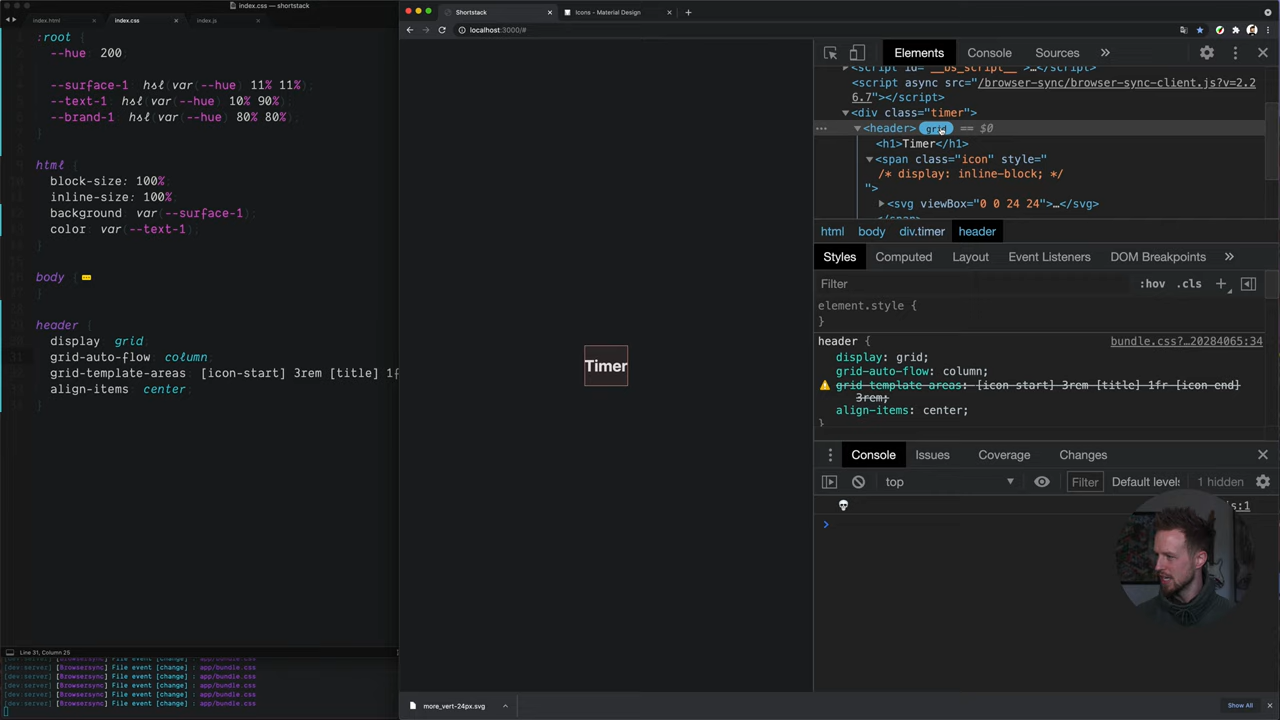 index.css — shortstack
index.html
index.css
index.js
:root {
--hue 200
--surface-1 hsl(var(--hue) 11% 11%);
--text-1 hsl(var(--hue) 10% 90%);
--brand-1 hsl(var(--hue) 80% 80%);
}
html
block-size: 100%;
inline-size: 100%
background var(--surface-1);
color: var(--text-1);
}
body {
}
header {
display grid
grid-auto-flow column
grid-template-areas [icon-start] 3rem [title] 1f
align-items center
}
Line 31, Column 25
[dev:server] [Browsersync] File event [change] : app/bundle.css
[dev:server] [Browsersync] File event [change] : app/bundle.css
[dev:server] [Browsersync] File event [change] : app/bundle.css
[dev:server] [Browsersync] File event [change] : app/bundle.css
[dev:server] [Browsersync] File event [change] : app/bundle.css
Shortstack
Icons - Material Design
localhost:3000/#
Timer
more_vert-24px.svg
Show All
Elements
Console
Sources
<script id="__bs_script__">…</script>
<script async src="/browser-sync/browser-sync-client.js?v=2.2
6.7"></script>
<div class="timer">
<header> grid == $0
<h1>Timer</h1>
<span class="icon" style="
/* display: inline-block; */
">
<svg viewBox="0 0 24 24">…</svg>
html
body
div.timer
header
Styles
Computed
Layout
Event Listeners
DOM Breakpoints
Filter
:hov .cls
element.style {
}
header {
bundle.css?…20284065:34
display: grid;
grid-auto-flow: column;
grid-template-areas: [icon-start] 3rem [title] 1fr [icon-end]
3rem;
align-items: center;
}
Console
Issues
Coverage
Changes
top
Filter
Default levels
1 hidden